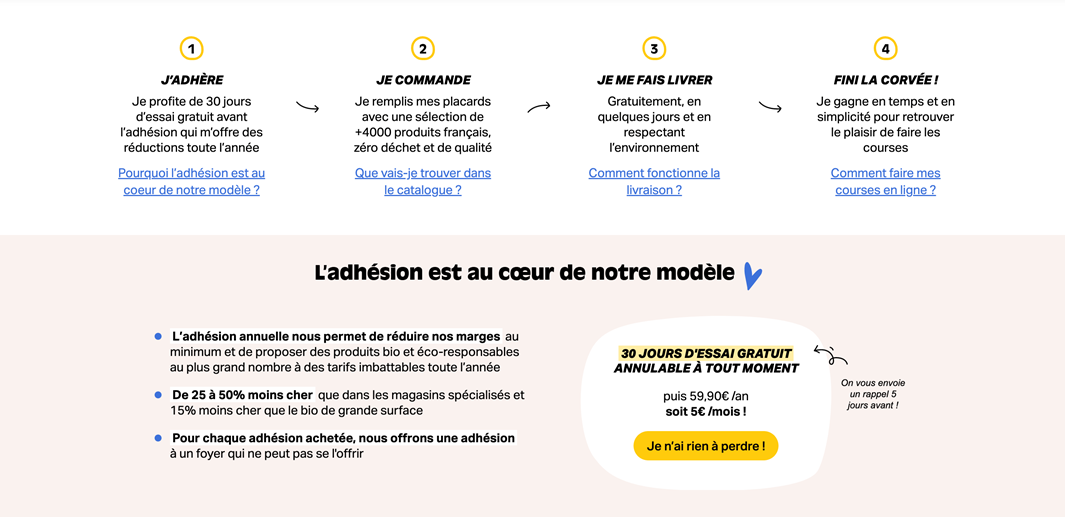 1
J'ADHÈRE
Je profite de 30 jours
d'essai gratuit avant
l'adhésion qui m'offre des
réductions toute l'année
Pourquoi l'adhésion est au
coeur de notre modèle ?
2
JE COMMANDE
Je remplis mes placards
avec une sélection de
+4000 produits français,
zéro déchet et de qualité
Que vais-je trouver dans
le catalogue ?
3
JE ME FAIS LIVRER
Gratuitement, en
quelques jours et en
respectant
l'environnement
Comment fonctionne la
livraison ?
4
FINI LA CORVÉE !
Je gagne en temps et en
simplicité pour retrouver
le plaisir de faire les
courses
Comment faire mes
courses en ligne ?
L'adhésion est au cœur de notre modèle
L'adhésion annuelle nous permet de réduire nos marges au
minimum et de proposer des produits bio et éco-responsables
au plus grand nombre à des tarifs imbattables toute l'année
De 25 à 50% moins cher que dans les magasins spécialisés et
15% moins cher que le bio de grande surface
Pour chaque adhésion achetée, nous offrons une adhésion
à un foyer qui ne peut pas se l'offrir
30 JOURS D'ESSAI GRATUIT
ANNULABLE À TOUT MOMENT
puis 59,90€ /an
soit 5€ /mois !
Je n'ai rien à perdre !
On vous envoie
un rappel 5
jours avant !